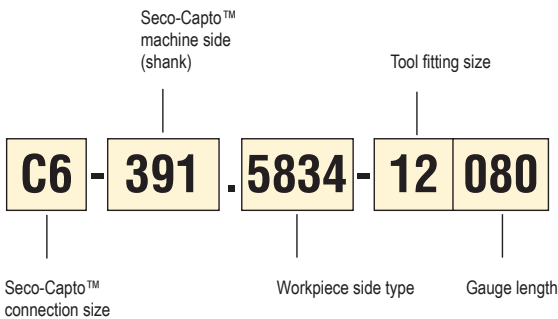 Seco-Capto™
machine side
(shank)
Tool fitting size
C6 - 391 . 5834 - 12 080
Seco-Capto™
connection size
Workpiece side type
Gauge length